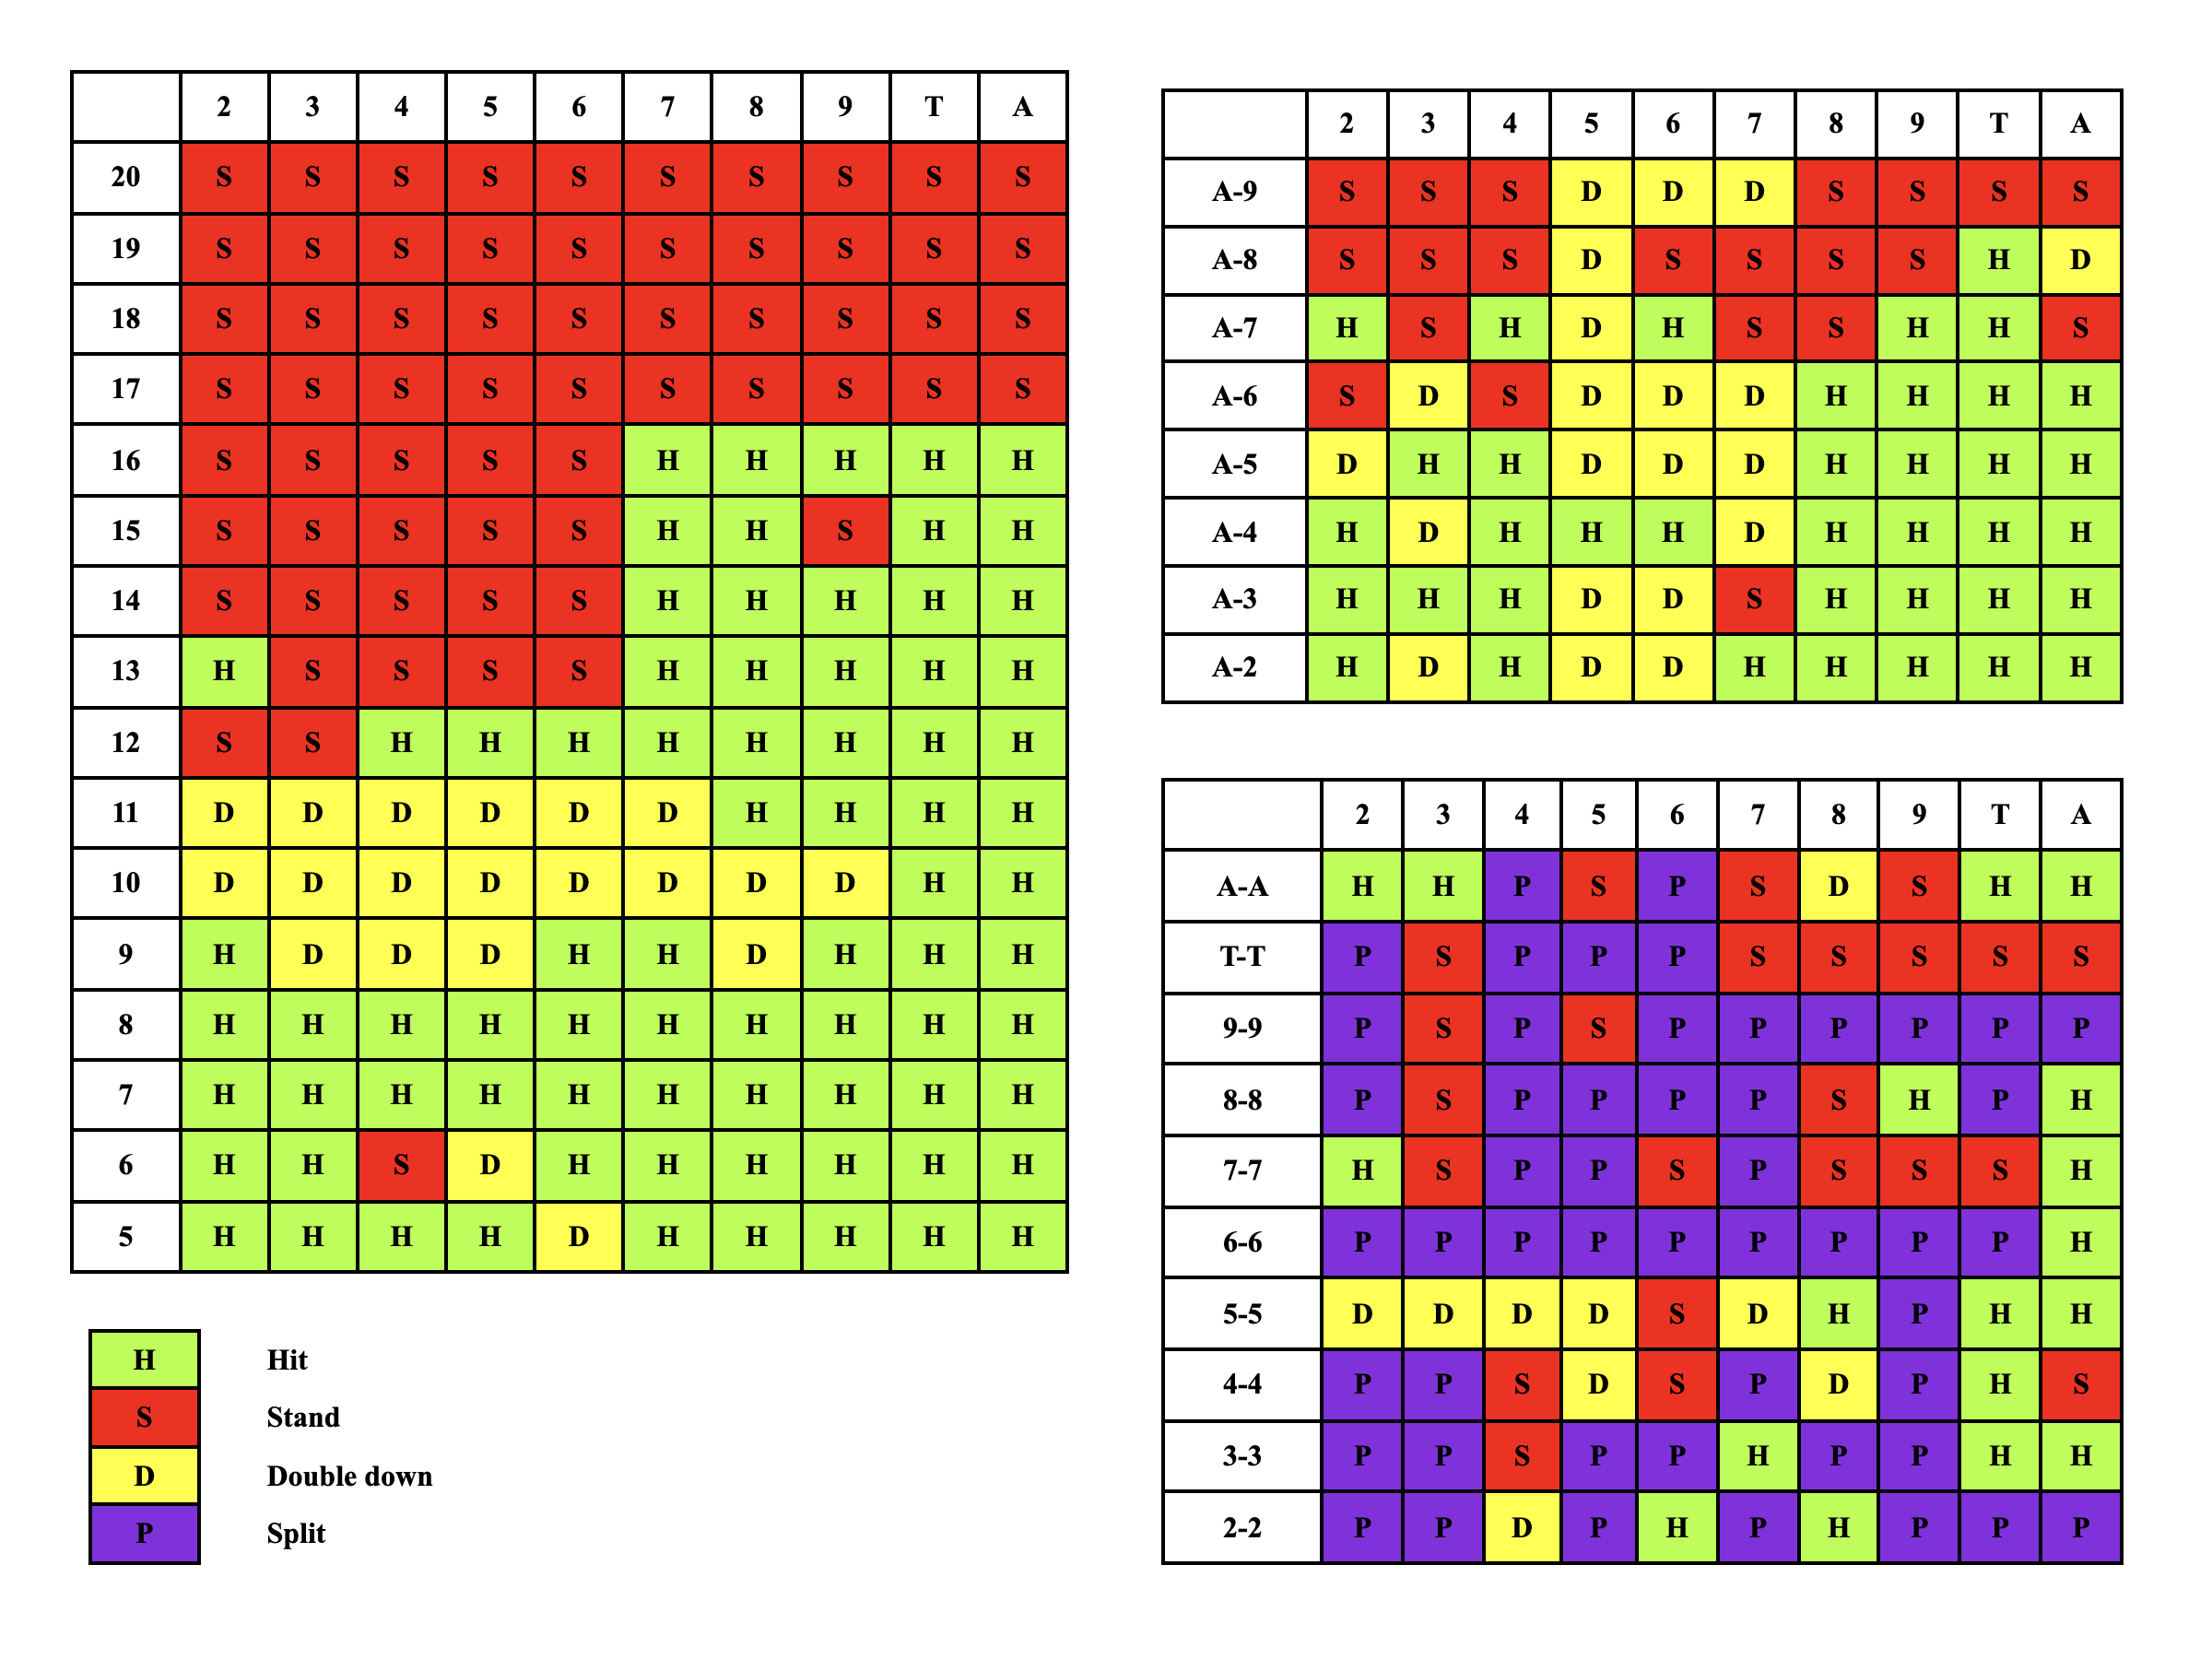 2 3 4 5 6 7 8 9 T A
20 S S S S S S S S S S
19 S S S S S S S S S S
18 S S S S S S S S S S
17 S S S S S S S S S S
16 S S S S S H H H H H
15 S S S S S H H S H H
14 S S S S S H H H H H
13 H S S S S H H H H H
12 S S H H H H H H H H
11 D D D D D D H H H H
10 D D D D D D D D H H
9 H D D D H H D H H H
8 H H H H H H H H H H
7 H H H H H H H H H H
6 H H S D H H H H H H
5 H H H H D H H H H H
H Hit
S Stand
D Double down
P Split
2 3 4 5 6 7 8 9 T A
A-9 S S S D D D S S S S
A-8 S S S D S S S S H D
A-7 H S H D H S S H H S
A-6 S D S D D D H H H H
A-5 D H H D D D H H H H
A-4 H D H H H D H H H H
A-3 H H H D D S H H H H
A-2 H D H D D H H H H H
2 3 4 5 6 7 8 9 T A
A-A H H P S P S D S H H
T-T P S P P P S S S S S
9-9 P S P S P P P P P P
8-8 P S P P P P S H P H
7-7 H S P P S P S S S H
6-6 P P P P P P P P P H
5-5 D D D D S D H P H H
4-4 P P S D S P D P H S
3-3 P P S P P H P P H H
2-2 P P D P H P H P P P